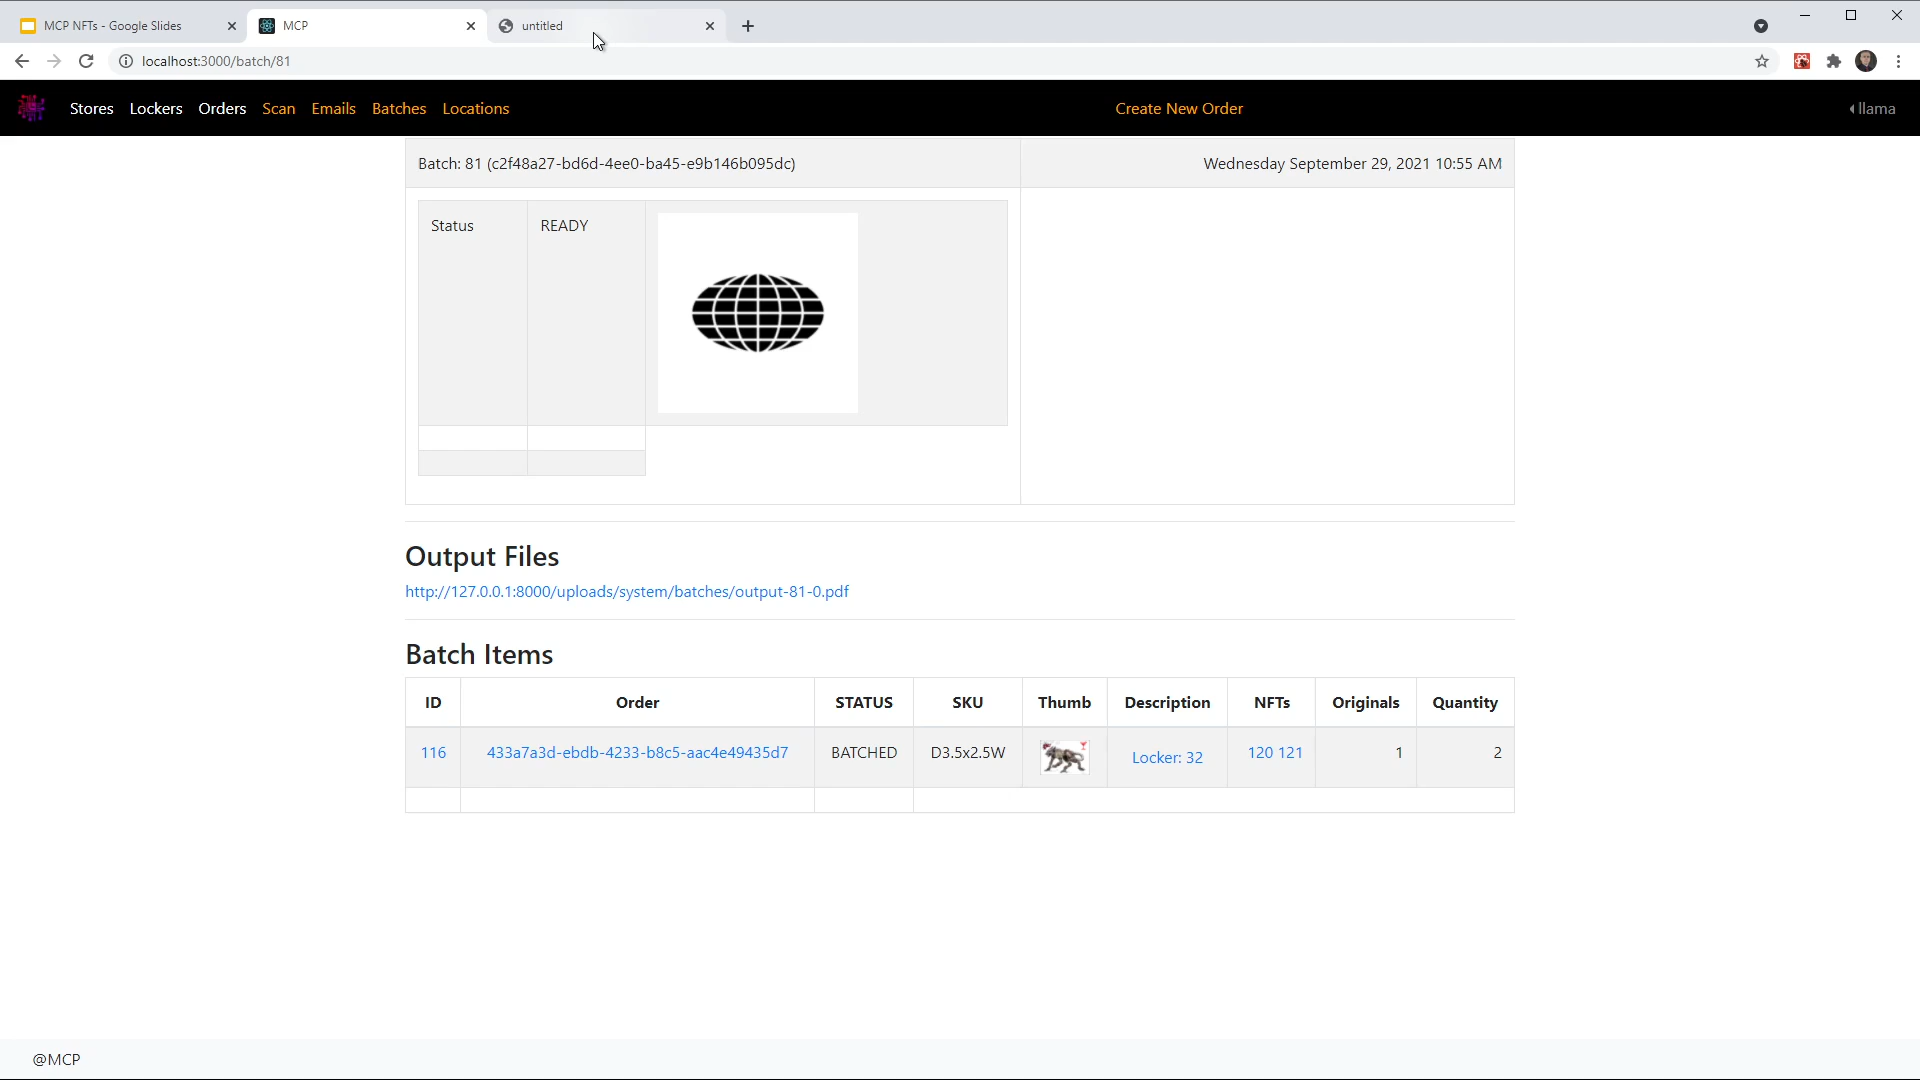 MCP NFTs - Google Slides
MCP
untitled
localhost:3000/batch/81
Stores Lockers Orders Scan Emails Batches Locations
Create New Order
llama
Batch: 81 (c2f48a27-bd6d-4ee0-ba45-e9b146b095dc)
Wednesday September 29, 2021 10:55 AM
Status READY
Output Files
http://127.0.0.1:8000/uploads/system/batches/output-81-0.pdf
Batch Items
ID Order STATUS SKU Thumb Description NFTs Originals Quantity
116 433a7a3d-ebdb-4233-b8c5-aac4e49435d7 BATCHED D3.5x2.5W Locker: 32 120 121 1 2
@MCP